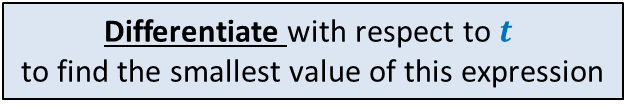 Differentiate with respect to t
to find the smallest value of this expression